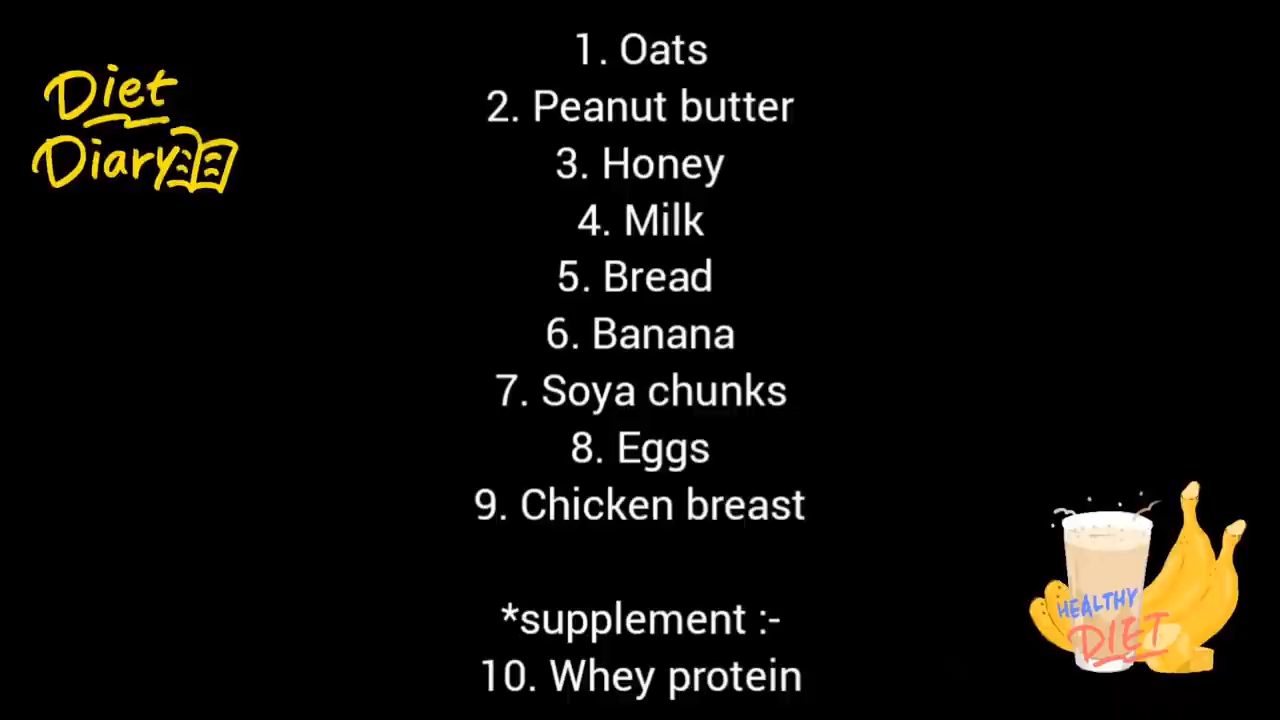 Diet
Diary
1. Oats
2. Peanut butter
3. Honey
4. Milk
5. Bread
6. Banana
7. Soya chunks
8. Eggs
9. Chicken breast
*supplement :-
10. Whey protein
HEALTHY
DIET